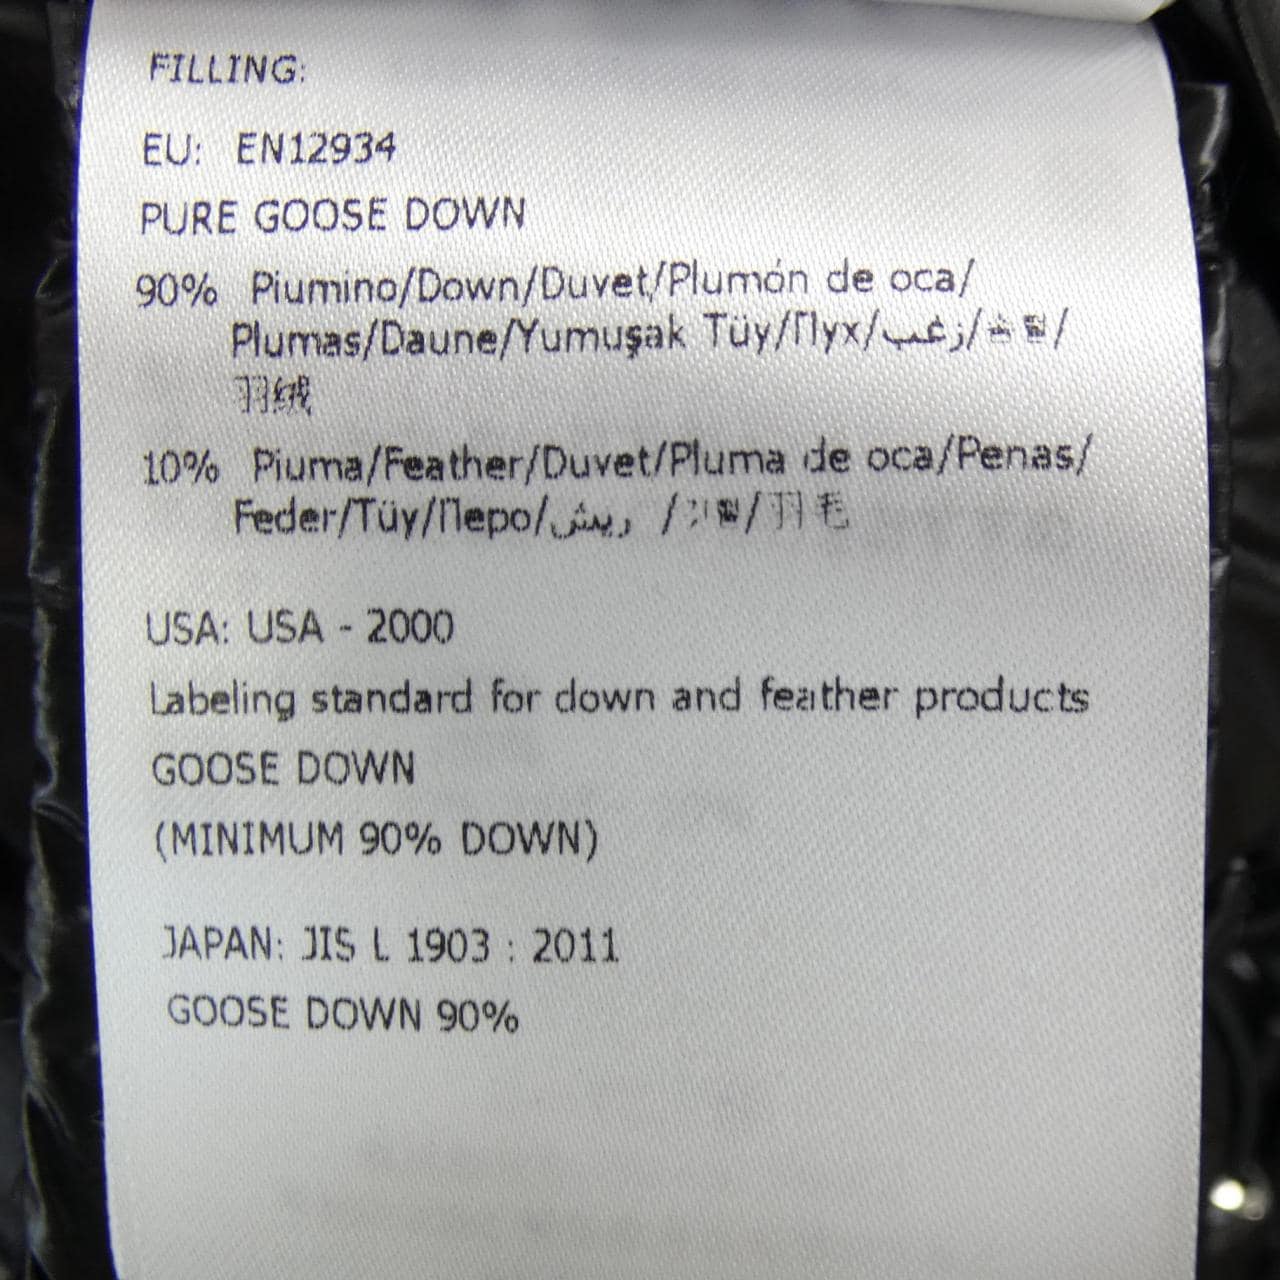 FILLING:
EU: EN12934
PURE GOOSE DOWN
90% Piumino/Down/Duvet/Plumón de oca/
Plumas/Daune/Yumuşak Tüy/Пух/زغب/솜털/
羽绒
10% Piuma/Feather/Duvet/Pluma de oca/Penas/
Feder/Tüy/Перо/ريش /깃털/羽毛
USA: USA - 2000
Labeling standard for down and feather products
GOOSE DOWN
(MINIMUM 90% DOWN)
JAPAN: JIS L 1903 : 2011
GOOSE DOWN 90%